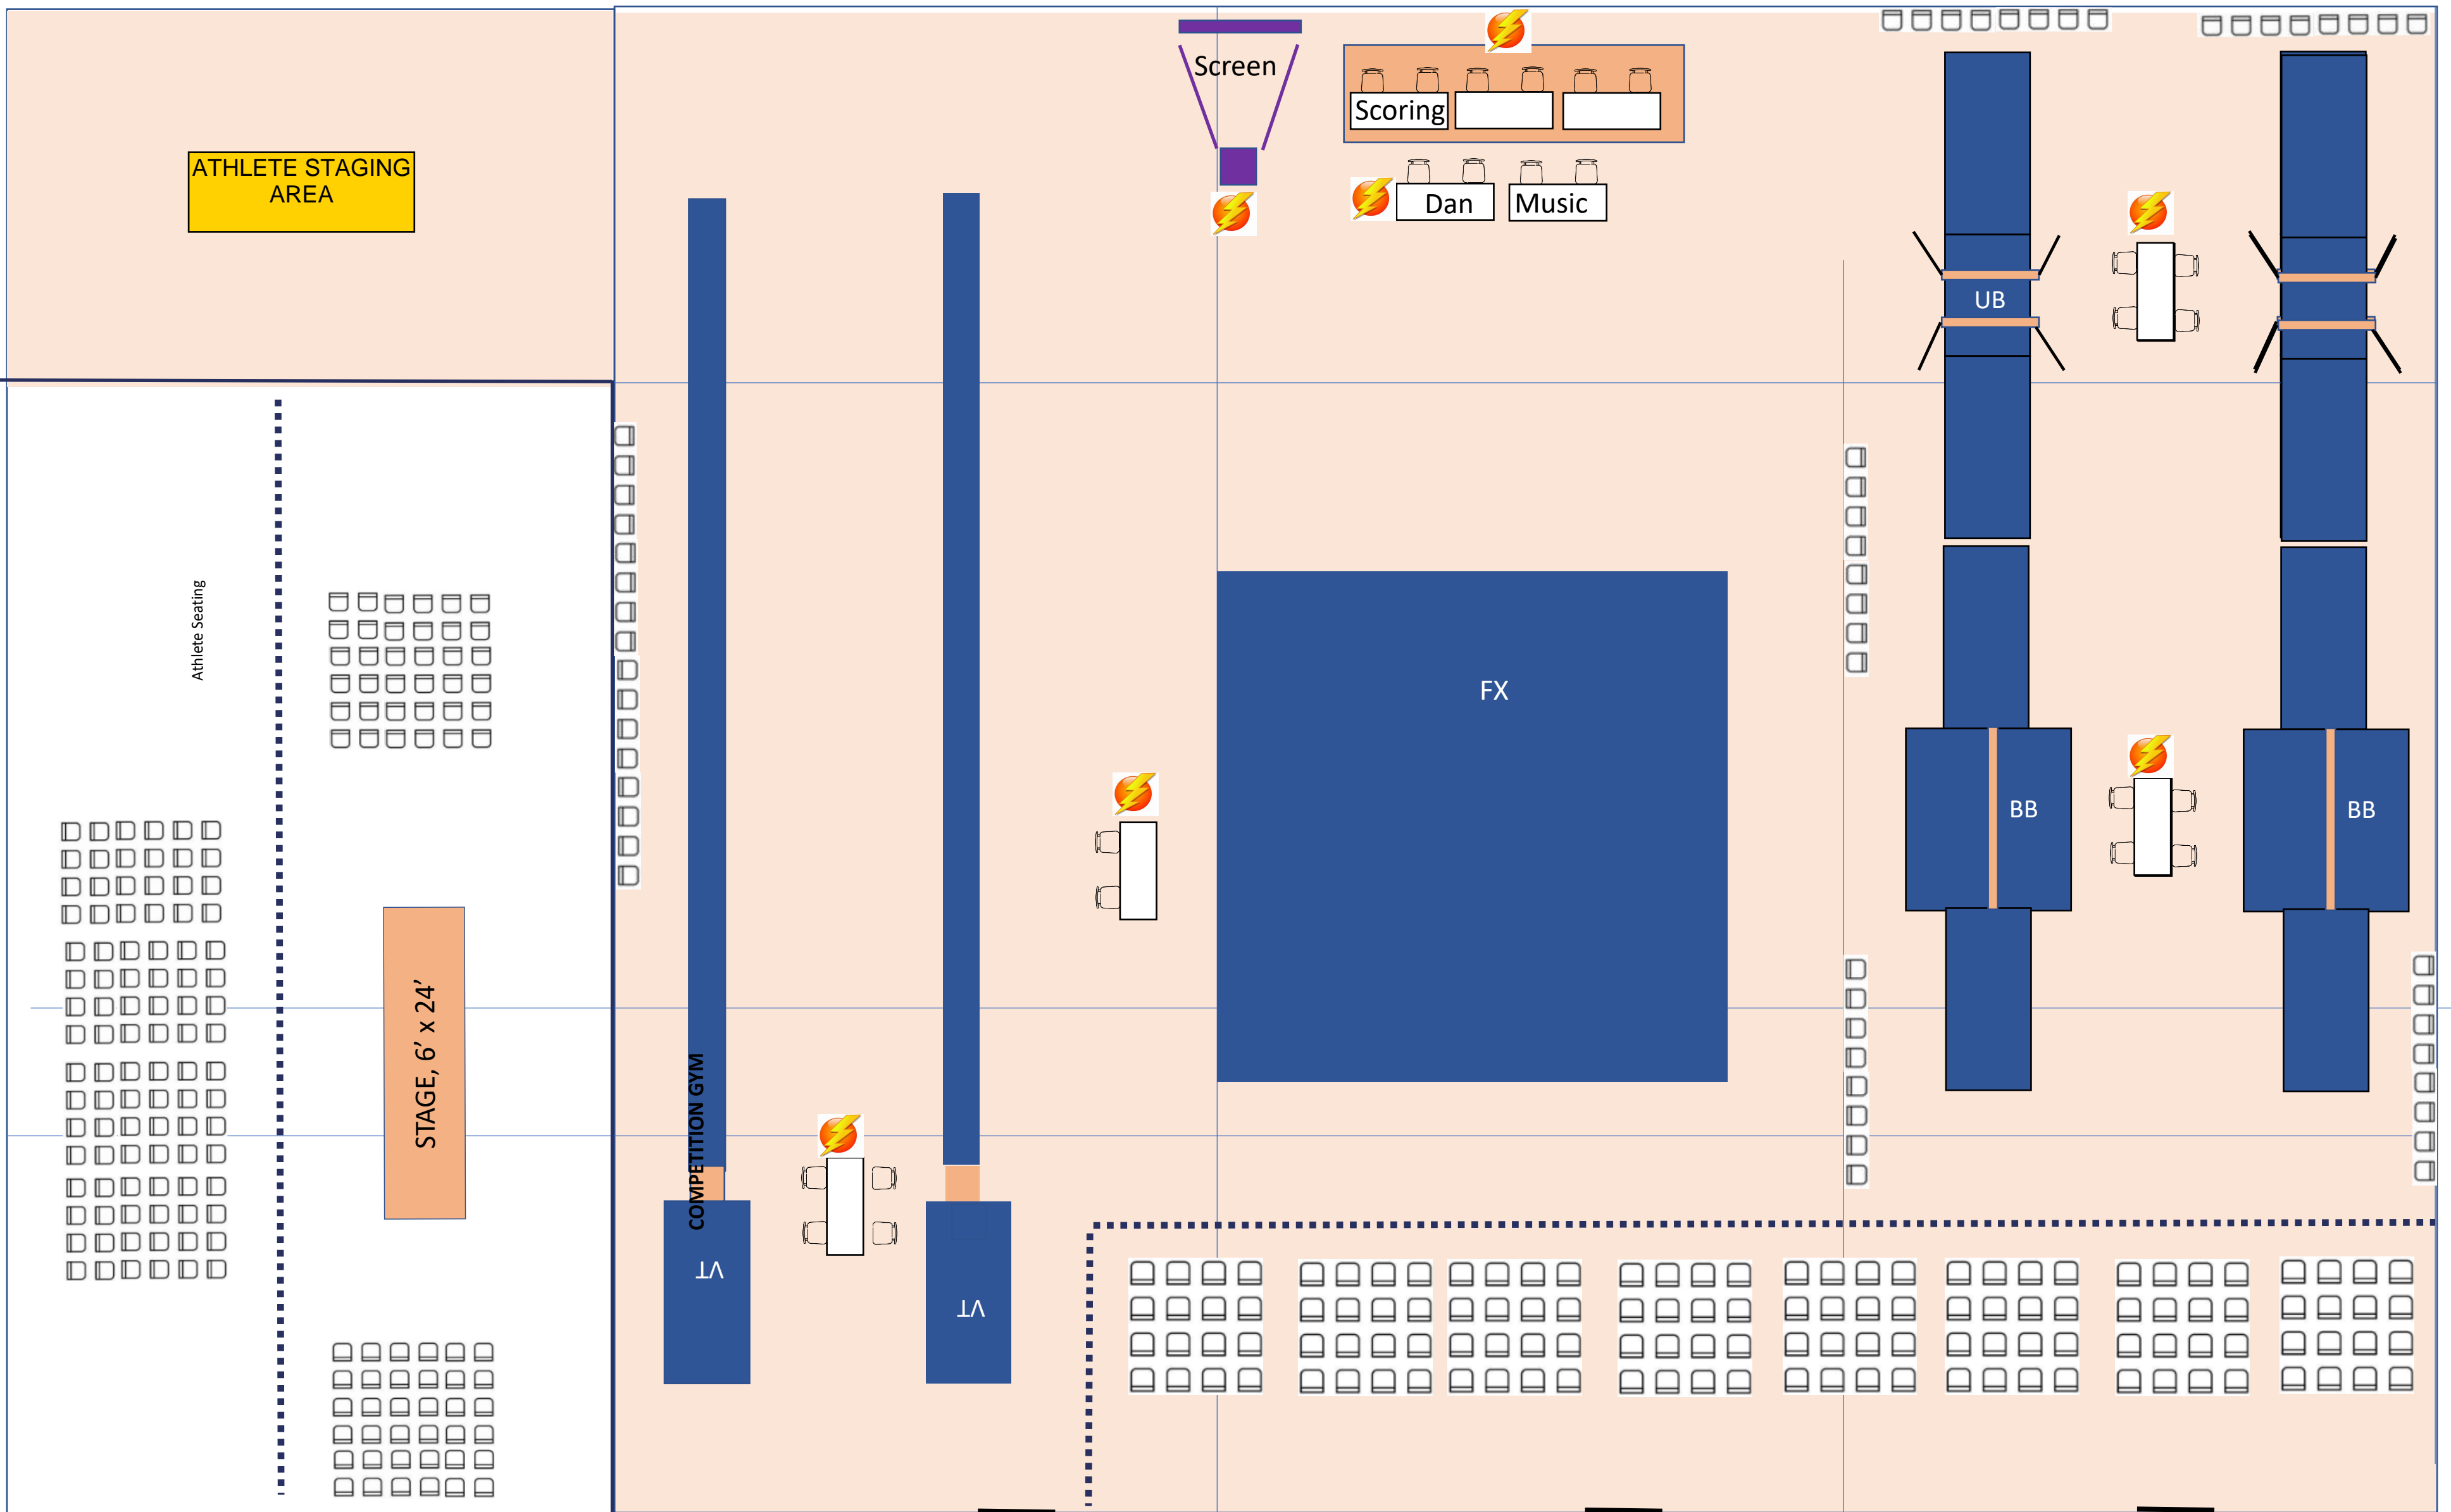 Screen
Scoring
ATHLETE STAGING
AREA
Dan
Music
UB
Athlete Seating
FX
BB
BB
STAGE, 6’ x 24’
COMPETITION GYM
VT
VT